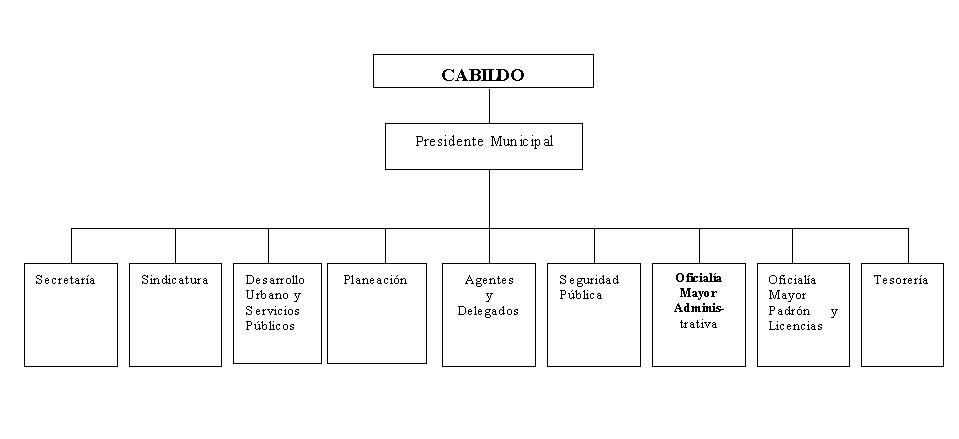 CABILDO
Presidente Municipal
Secretaría
Sindicatura
Desarrollo
Urbano y
Servicios
Públicos
Planeación
Agentes
y
Delegados
Seguridad
Pública
Oficialía
Mayor
Adminis-
trativa
Oficialía
Mayor
Padrón y
Licencias
Tesorería